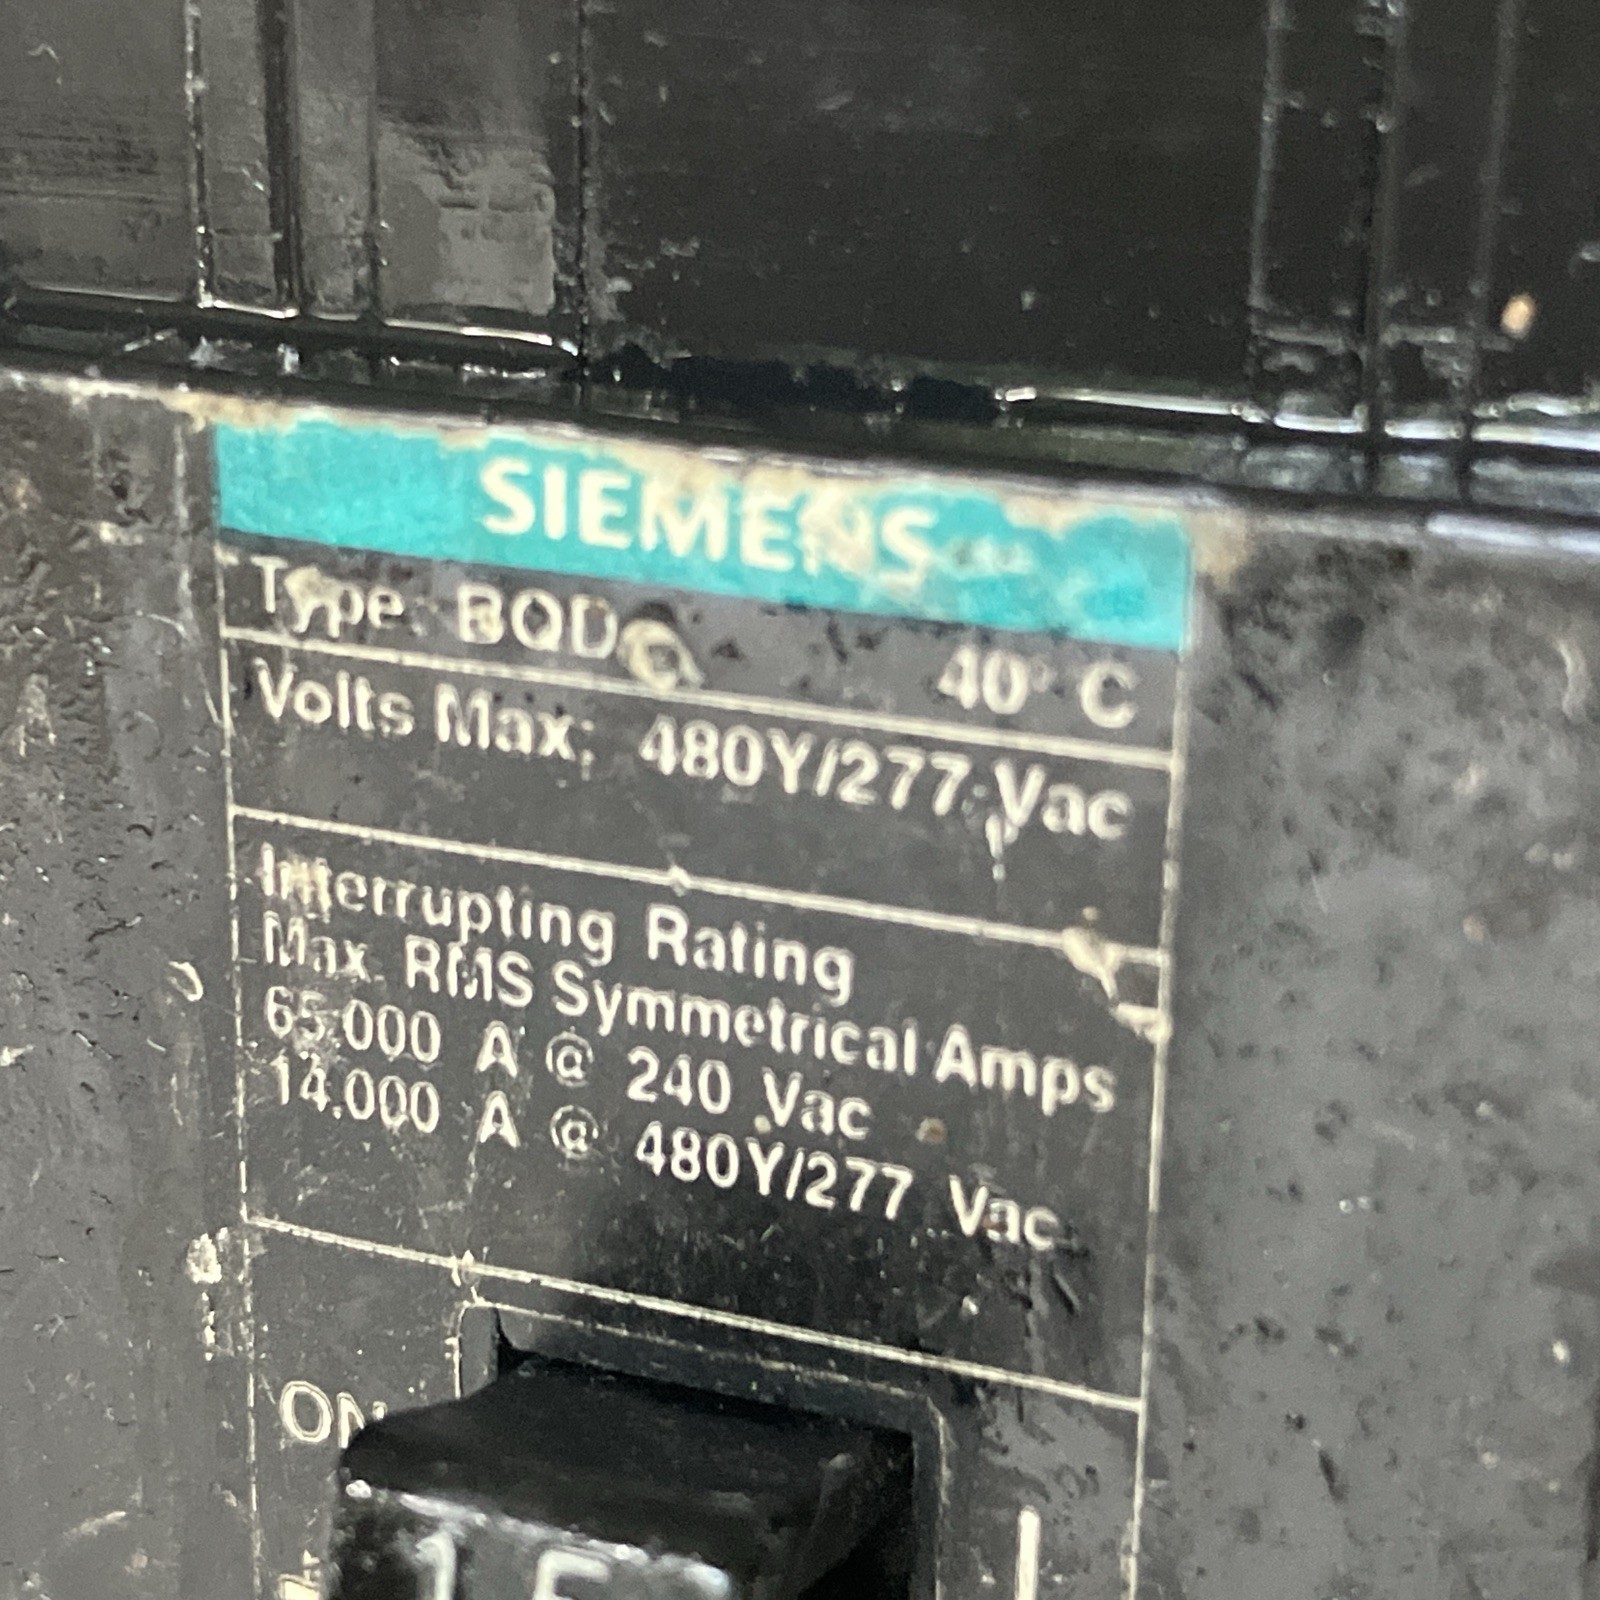 SIEMENS
Type: BQD 40° C
Volts Max: 480Y/277 Vac
Interrupting Rating
Max. RMS Symmetrical Amps
65,000 A @ 240 Vac
14,000 A @ 480Y/277 Vac
ON
15